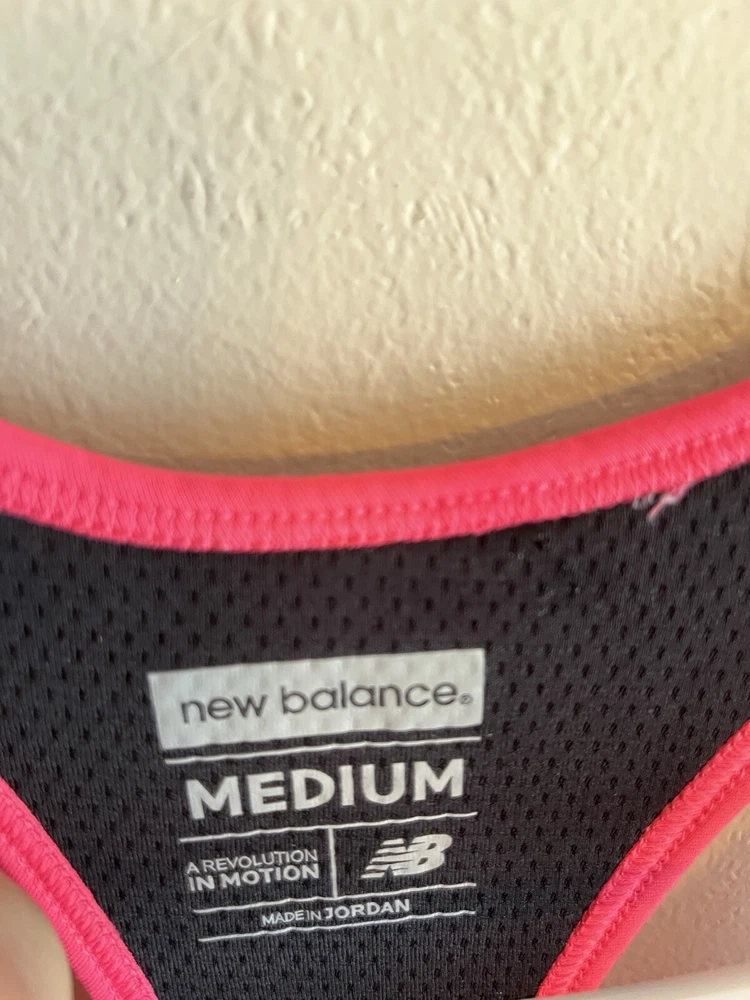 new balance®
MEDIUM
A REVOLUTION
IN MOTION
NB
MADE IN JORDAN